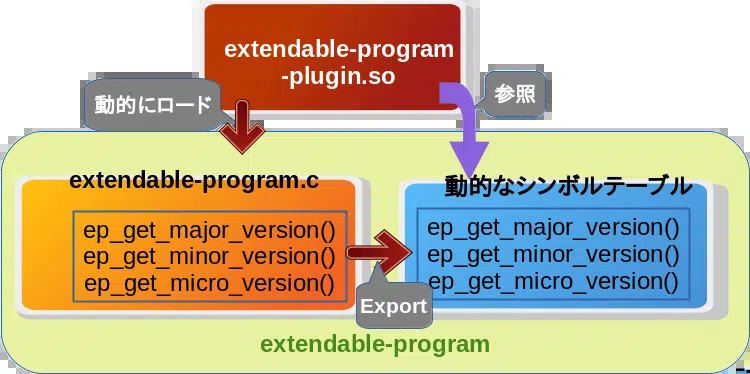 extendable-program
-plugin.so
動的にロード
参照
extendable-program.c
動的なシンボルテーブル
ep_get_major_version()
ep_get_minor_version()
ep_get_micro_version()
ep_get_major_version()
ep_get_minor_version()
ep_get_micro_version()
Export
extendable-program